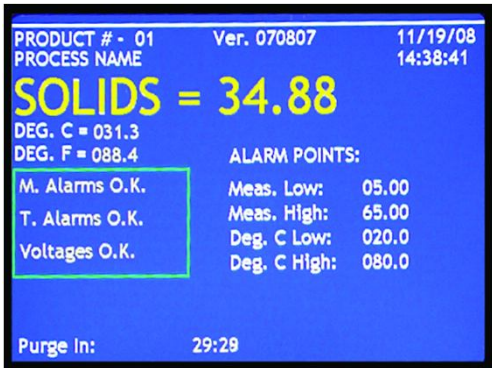 PRODUCT # - 01 Ver. 070807 11/19/08
PROCESS NAME 14:38:41
SOLIDS = 34.88
DEG. C = 031.3
DEG. F = 088.4 ALARM POINTS:
M. Alarms O.K. Meas. Low: 05.00
T. Alarms O.K. Meas. High: 65.00
Voltages O.K. Deg. C Low: 020.0
Deg. C High: 080.0
Purge In: 29:29